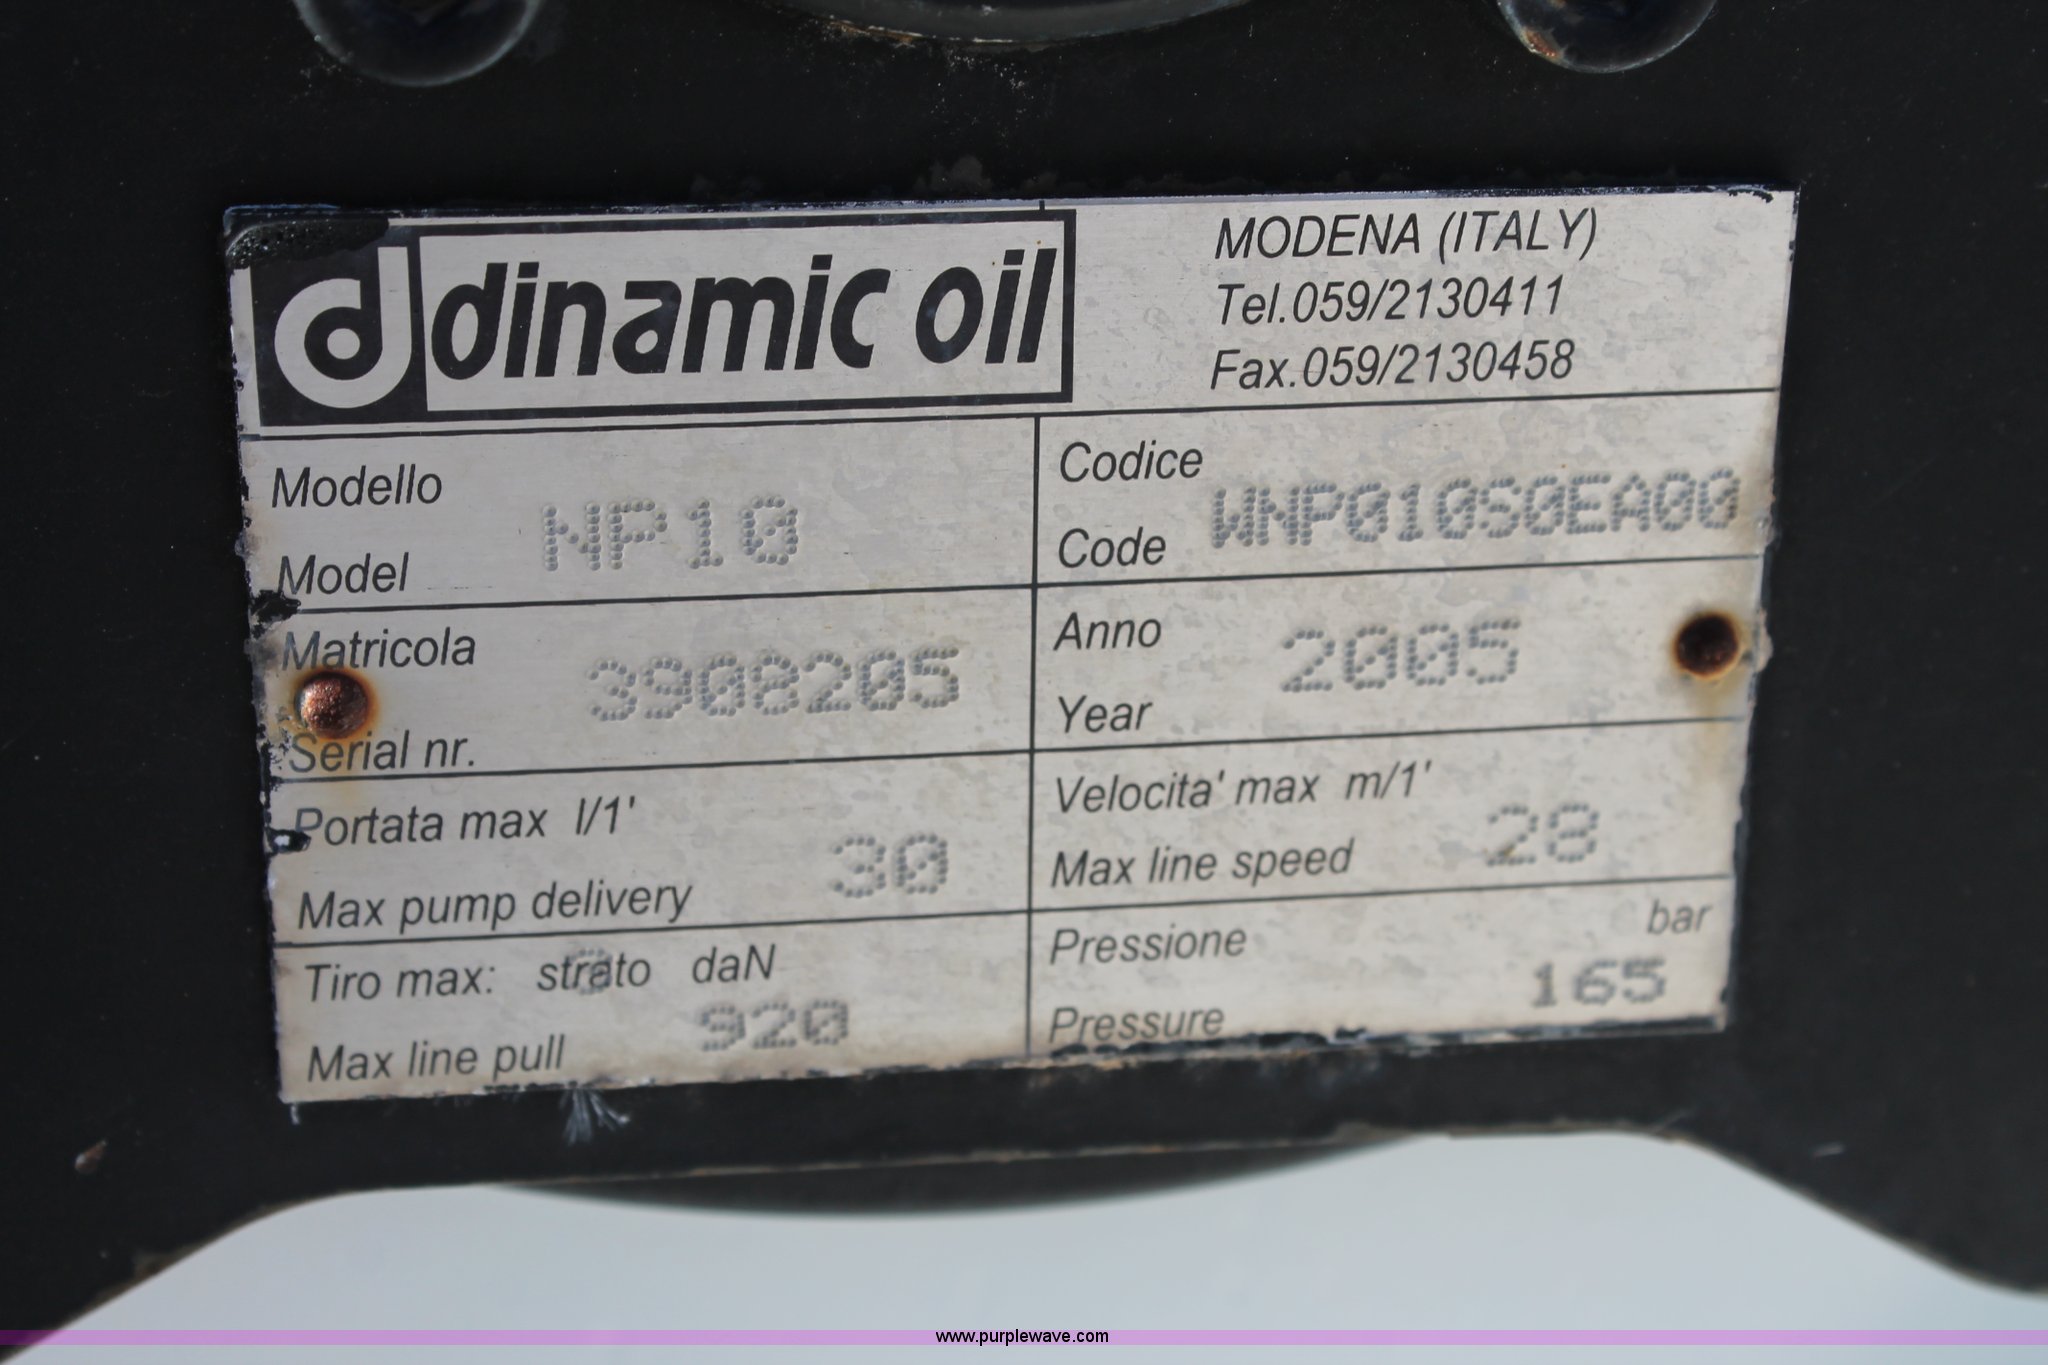 d dinamic oil
MODENA (ITALY)
Tel.059/2130411
Fax.059/2130458
Modello
Model NP10
Codice
Code WNP010S0EA00
Matricola
3908205
Serial nr.
Anno
2005
Year
Portata max l/1'
30
Max pump delivery
Velocita' max m/1'
28
Max line speed
Tiro max: strato daN
920
Max line pull
Pressione bar
165
Pressure
www.purplewave.com